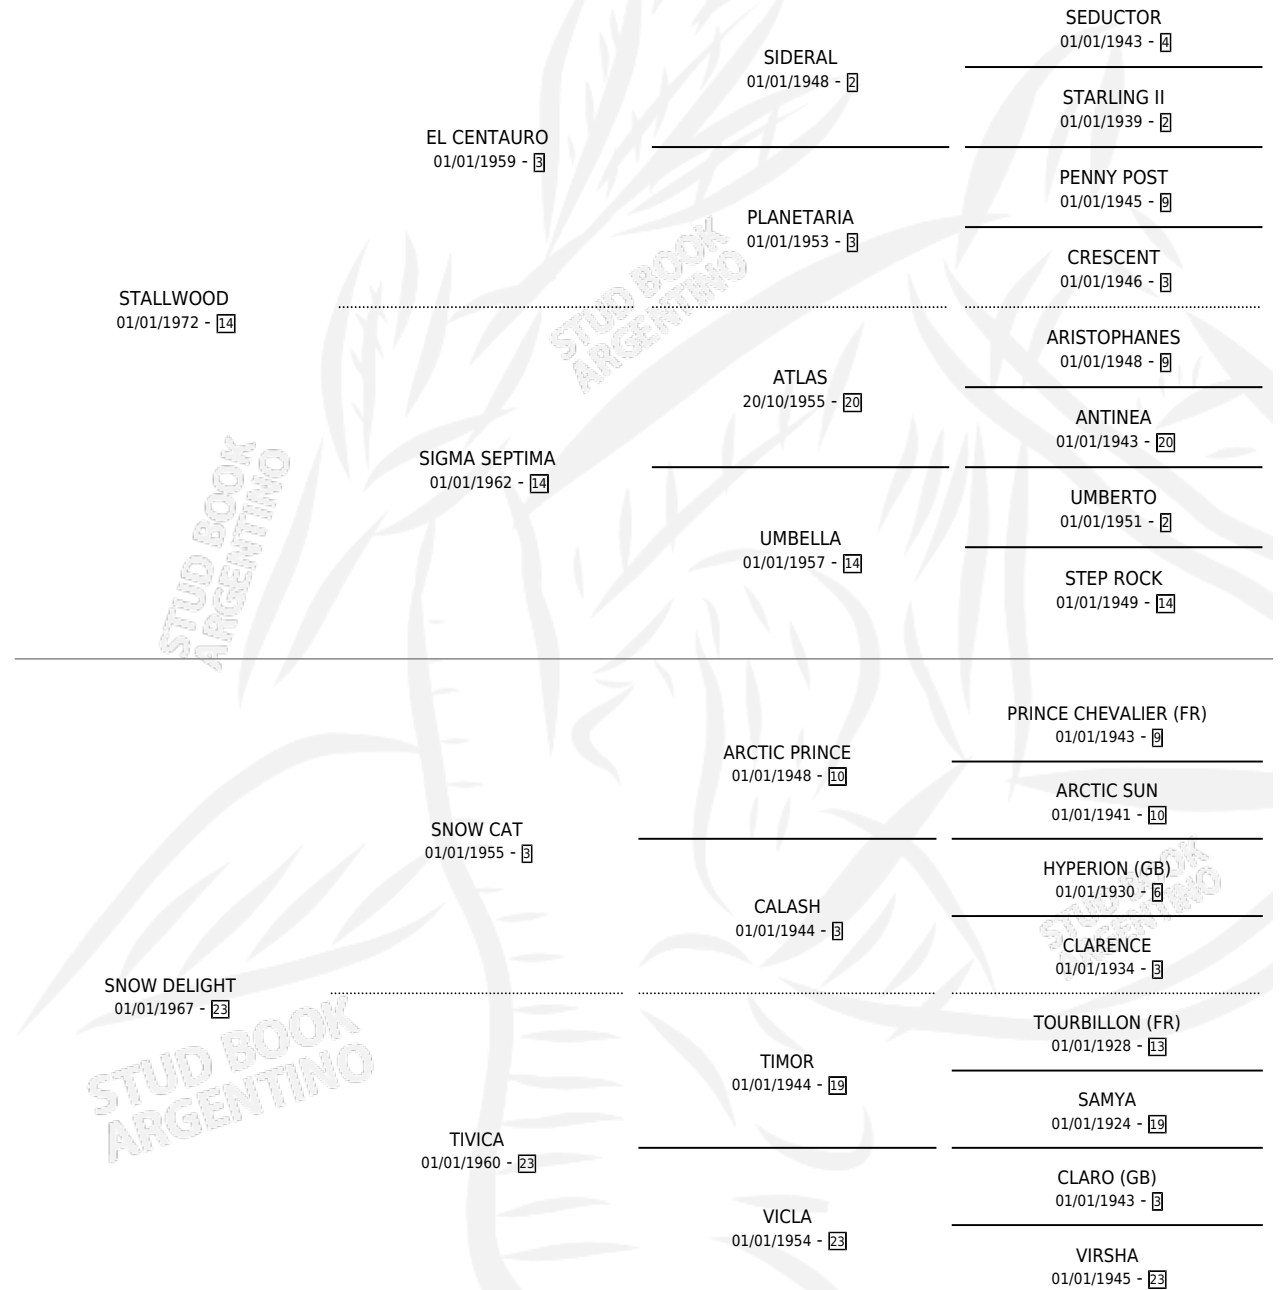 SEDUCTOR
01/01/1943 - 4
SIDERAL
01/01/1948 - 2
STARLING II
01/01/1939 - 2
EL CENTAURO
01/01/1959 - 3
PENNY POST
01/01/1945 - 9
PLANETARIA
01/01/1953 - 3
CRESCENT
01/01/1946 - 3
STALLWOOD
01/01/1972 - 14
ARISTOPHANES
01/01/1948 - 9
ATLAS
20/10/1955 - 20
ANTINEA
01/01/1943 - 20
SIGMA SEPTIMA
01/01/1962 - 14
UMBERTO
01/01/1951 - 2
UMBELLA
01/01/1957 - 14
STEP ROCK
01/01/1949 - 14
STUD BOOK
ARGENTINO
STUD BOOK
ARGENTINO
PRINCE CHEVALIER (FR)
01/01/1943 - 9
ARCTIC PRINCE
01/01/1948 - 10
ARCTIC SUN
01/01/1941 - 10
SNOW CAT
01/01/1955 - 3
HYPERION (GB)
01/01/1930 - 6
CALASH
01/01/1944 - 3
CLARENCE
01/01/1934 - 3
SNOW DELIGHT
01/01/1967 - 23
TOURBILLON (FR)
01/01/1928 - 13
TIMOR
01/01/1944 - 19
SAMYA
01/01/1924 - 19
TIVICA
01/01/1960 - 23
CLARO (GB)
01/01/1943 - 3
VICLA
01/01/1954 - 23
VIRSHA
01/01/1945 - 23
STUD BOOK
ARGENTINO
STUD BOOK
ARGENTINO